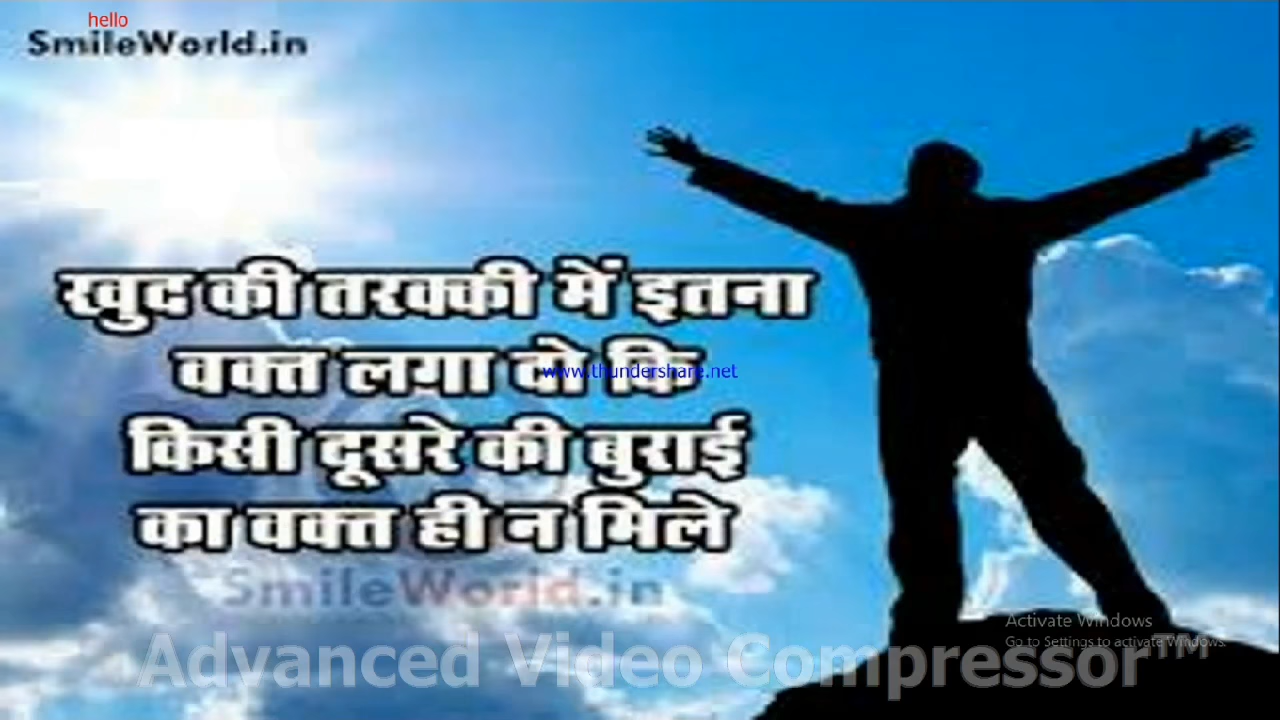 hello
SmileWorld.in
खुद की तरक्की में इतना
वक्त लगा दो कि
www.thundershare.net
किसी दूसरे की बुराई
का वक्त ही न मिले
SmileWorld.in
Activate Windows
Go to Settings to activate Windows.
Advanced Video Compressor™